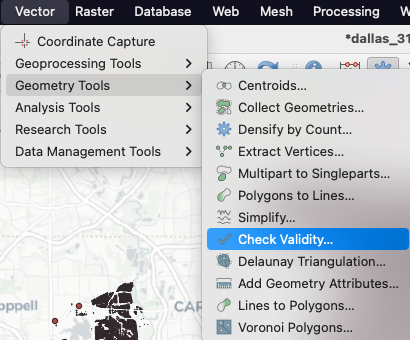 Vector Raster Database Web Mesh Processing
*dallas_31
Coordinate Capture
Geoprocessing Tools
Geometry Tools
Analysis Tools
Research Tools
Data Management Tools
Centroids...
Collect Geometries...
Densify by Count...
Extract Vertices...
Multipart to Singleparts...
Polygons to Lines...
Simplify...
Check Validity...
Delaunay Triangulation...
Add Geometry Attributes...
Lines to Polygons...
Voronoi Polygons...
oppell
CAR